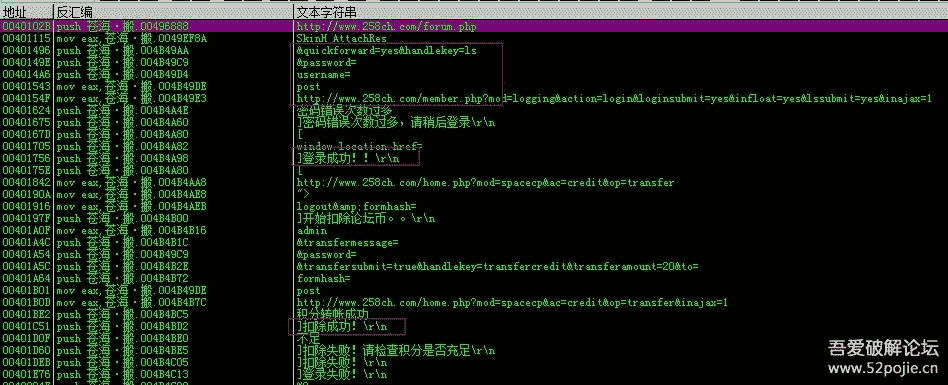 地址 反汇编 文本字符串
0040102B push 苍海·搬.00496888 http://www.258ch.com/forum.php
00401115 mov eax,苍海·搬.0049EF8A SkinH_AttachRes
00401496 push 苍海·搬.004B49AA &quickforward=yes&handlekey=ls
0040149E push 苍海·搬.004B49C9 &password=
004014A6 push 苍海·搬.004B49D4 username=
00401543 mov eax,苍海·搬.004B49DE post
0040154F mov eax,苍海·搬.004B49E3 http://www.258ch.com/member.php?mod=logging&action=login&loginsubmit=yes&infloat=yes&lssubmit=yes&inajax=1
00401624 push 苍海·搬.004B4A4E 密码错误次数过多
00401655 push 苍海·搬.004B4A60 ]密码错误次数过多，请稍后登录\r\n
0040167D push 苍海·搬.004B4A80 [
00401705 push 苍海·搬.004B4A82 window.location.href=
00401756 push 苍海·搬.004B4A98 ]登录成功！！\r\n
0040175E push 苍海·搬.004B4A80 [
00401842 mov eax,苍海·搬.004B4AA8 http://www.258ch.com/home.php?mod=spacecp&ac=credit&op=transfer
0040190A mov eax,苍海·搬.004B4AE8 ">
00401916 mov eax,苍海·搬.004B4AEB logout&amp;formhash=
0040197F push 苍海·搬.004B4B00 ]开始扣除论坛币。。\r\n
00401A0F mov eax,苍海·搬.004B4B16 admin
00401A4C push 苍海·搬.004B4B1C &transfermessage=
00401A54 push 苍海·搬.004B49C9 &password=
00401A5C push 苍海·搬.004B4B2E &transfersubmit=true&handlekey=transfercredit&transferamount=20&to=
00401A64 push 苍海·搬.004B4B72 formhash=
00401B01 mov eax,苍海·搬.004B49DE post
00401B0D mov eax,苍海·搬.004B4B7C http://www.258ch.com/home.php?mod=spacecp&ac=credit&op=transfer&inajax=1
00401BE2 push 苍海·搬.004B4BC5 积分转帐成功
00401C51 push 苍海·搬.004B4BD2 ]扣除成功！\r\n
00401D0F push 苍海·搬.004B4BE0 不足
00401D60 push 苍海·搬.004B4BE5 ]扣除失败！请检查积分是否充足\r\n
00401DEB push 苍海·搬.004B4C05 ]扣除失败！\r\n
00401E76 push 苍海·搬.004B4C13 ]登录失败！\r\n
吾爱破解论坛
www.52pojie.cn